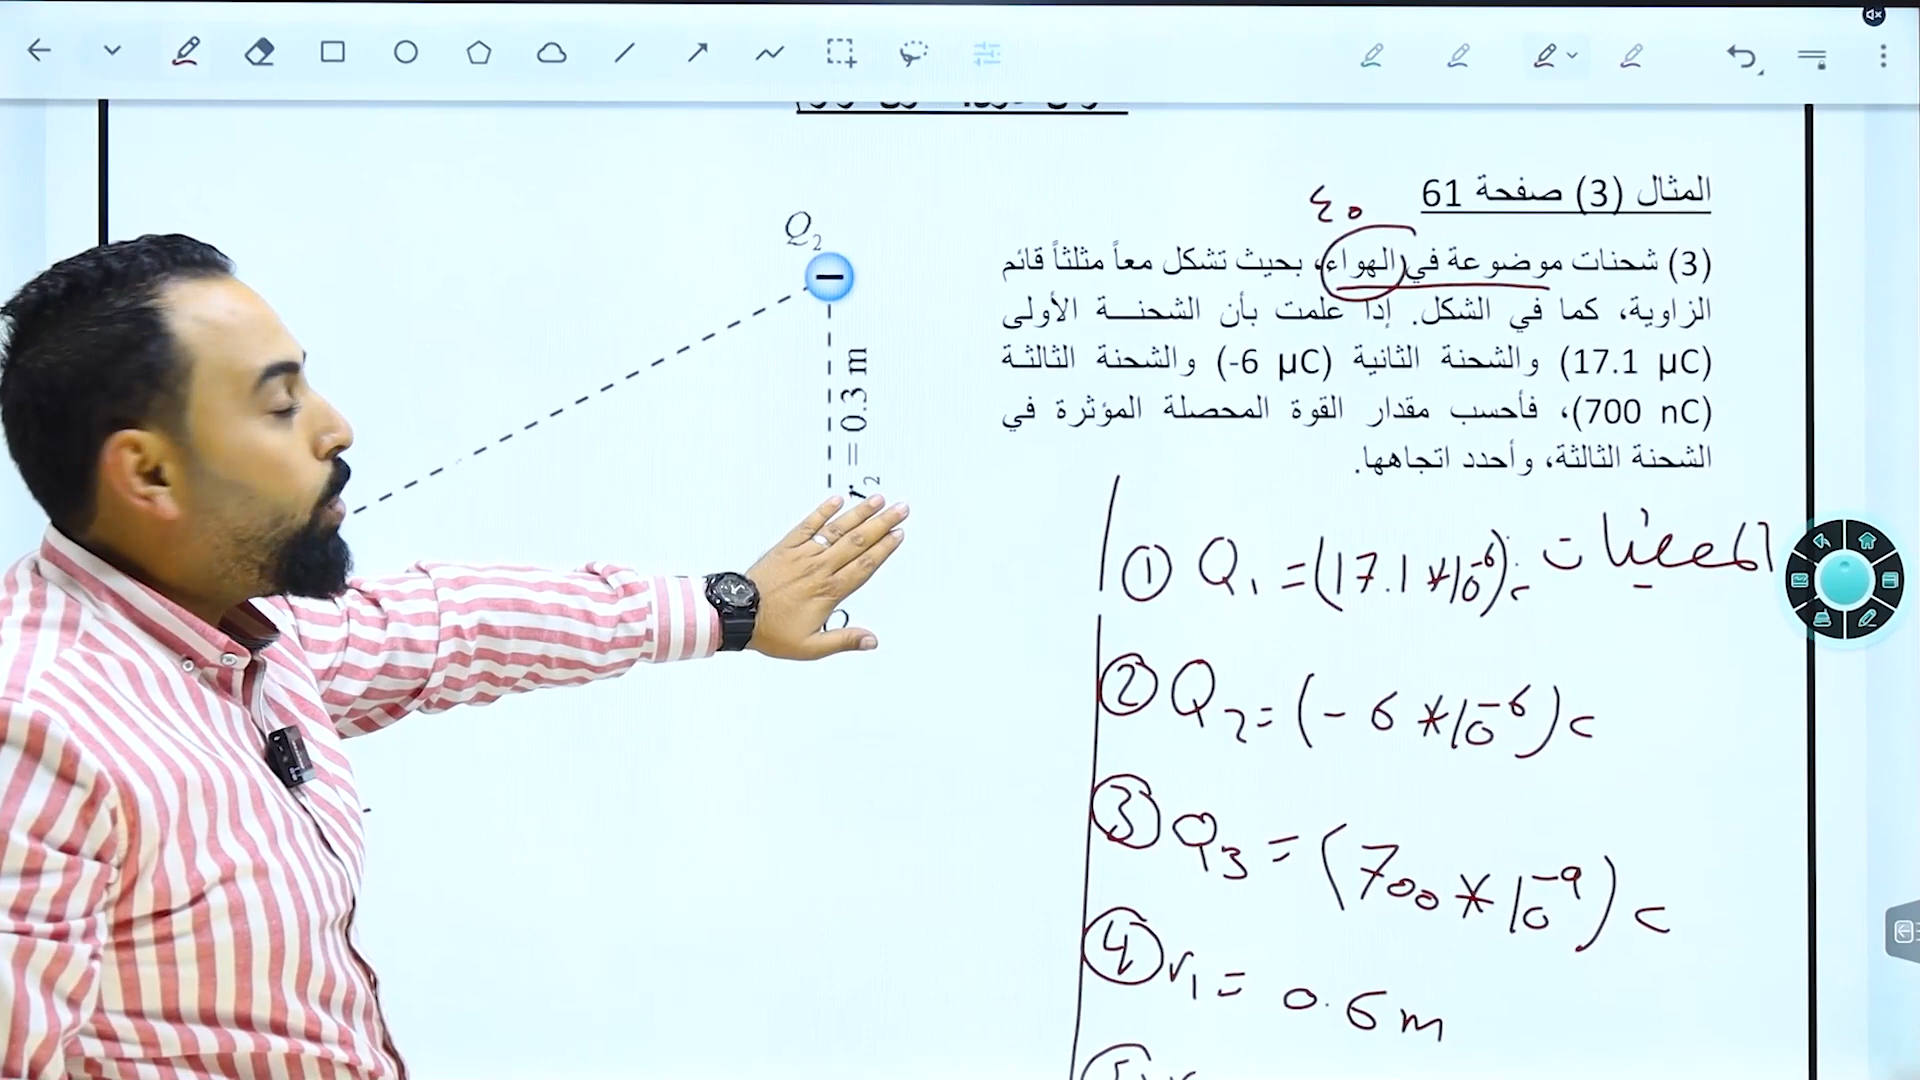 المثال (3) صفحة 61
ع٥
(3) شحنات موضوعة في الهواء، بحيث تشكل معاً مثلثاً قائم
الزاوية، كما في الشكل. إذا علمت بأن الشحنـــة الأولى
(17.1 µC) والشحنة الثانية (-6 µC) والشحنة الثالثة
(700 nC)، فأحسب مقدار القوة المحصلة المؤثرة في
الشحنة الثالثة، وأحدد اتجاهها.
Q₂
−
r₂ = 0.3 m
المعطيات
① Q₁ = (17.1 * 10⁻⁶) c
② Q₂ = (- 6 * 10⁻⁶) c
③ Q₃ = (700 * 10⁻⁹) c
④ r₁ = 0.6 m